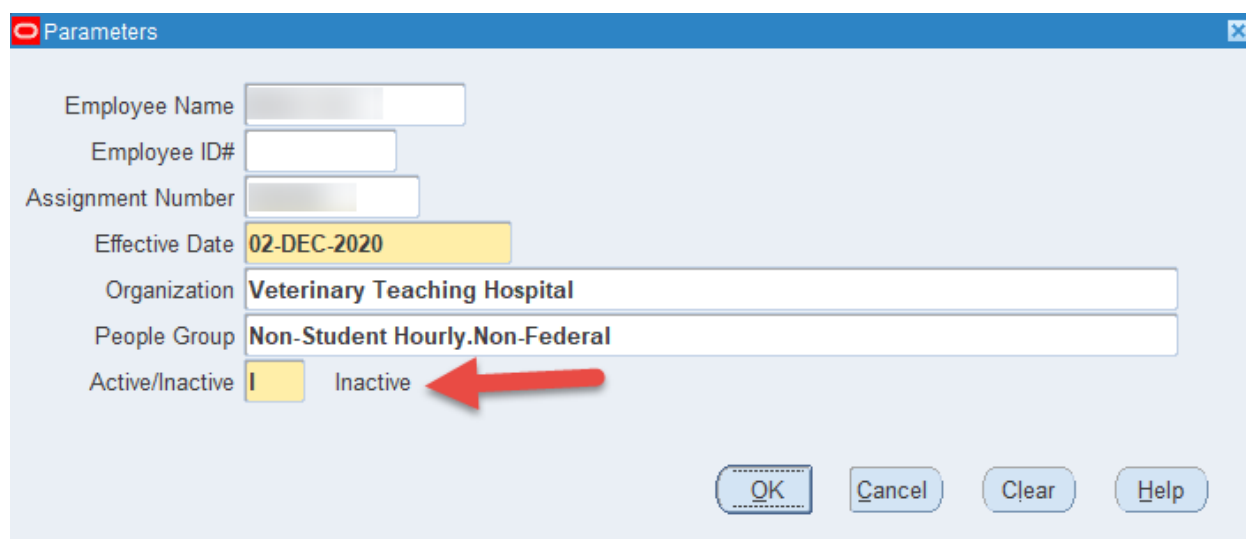 Parameters
Employee Name
Employee ID#
Assignment Number
Effective Date 02-DEC-2020
Organization Veterinary Teaching Hospital
People Group Non-Student Hourly.Non-Federal
Active/Inactive I Inactive
OK Cancel Clear Help